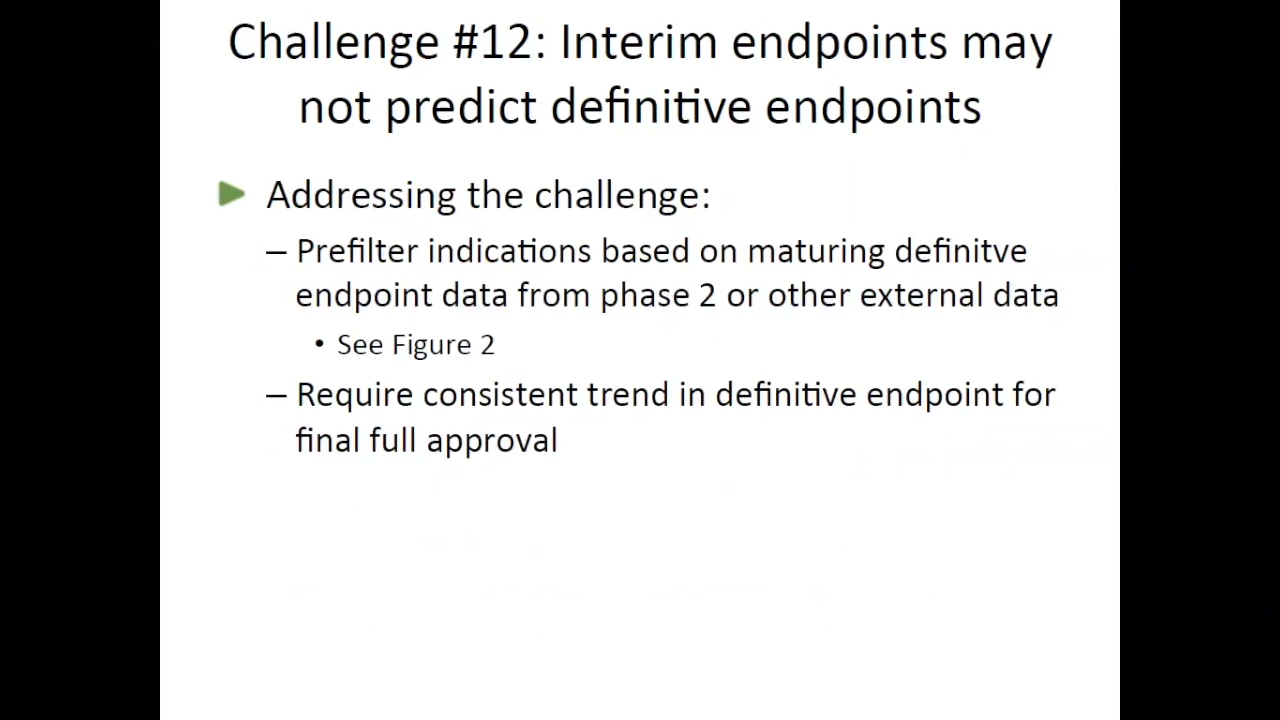 Challenge #12: Interim endpoints may
not predict definitive endpoints
Addressing the challenge:
– Prefilter indications based on maturing definitve
endpoint data from phase 2 or other external data
• See Figure 2
– Require consistent trend in definitive endpoint for
final full approval